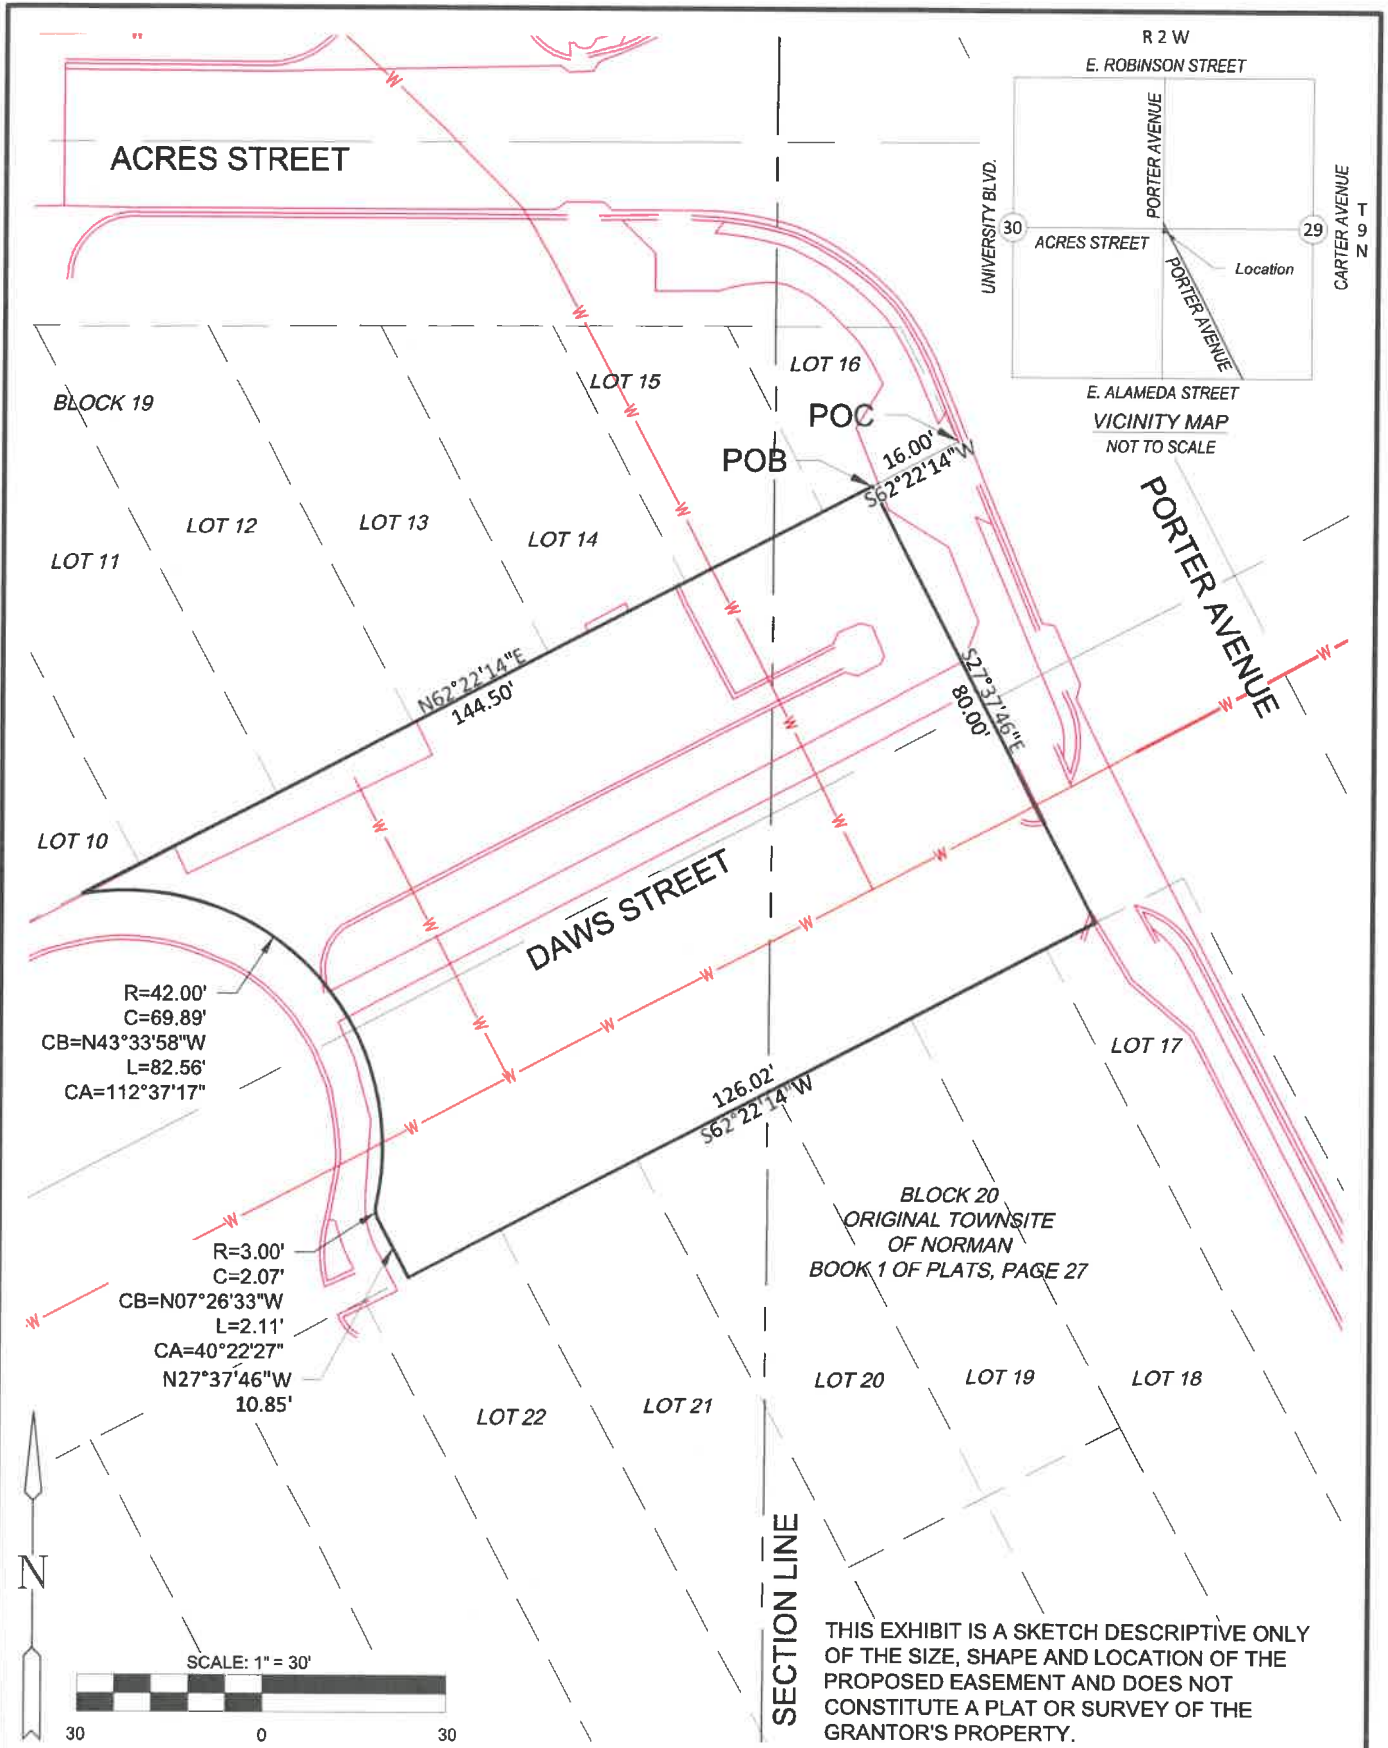 R 2 W
E. ROBINSON STREET
PORTER AVENUE
UNIVERSITY BLVD.
CARTER AVENUE
T
9
N
30
29
ACRES STREET
Location
PORTER AVENUE
E. ALAMEDA STREET
VICINITY MAP
NOT TO SCALE
W
ACRES STREET
W
BLOCK 19
LOT 15
LOT 16
W
POC
16.00'
S62°22'14"W
POB
PORTER AVENUE
LOT 11
LOT 12
LOT 13
LOT 14
W
W
N62°22'14"E
144.50'
S27°37'46"E
80.00'
W
W
W
LOT 10
W
W
W
W
DAWS STREET
W
W
W
W
W
W
R=42.00'
C=69.89'
CB=N43°33'58"W
L=82.56'
CA=112°37'17"
LOT 17
126.02'
S62°22'14"W
W
W
BLOCK 20
ORIGINAL TOWNSITE
OF NORMAN
BOOK 1 OF PLATS, PAGE 27
R=3.00'
C=2.07'
CB=N07°26'33"W
L=2.11'
CA=40°22'27"
N27°37'46"W
10.85'
LOT 22
LOT 21
LOT 20
LOT 19
LOT 18
N
SECTION LINE
SCALE: 1" = 30'
30 0 30
THIS EXHIBIT IS A SKETCH DESCRIPTIVE ONLY
OF THE SIZE, SHAPE AND LOCATION OF THE
PROPOSED EASEMENT AND DOES NOT
CONSTITUTE A PLAT OR SURVEY OF THE
GRANTOR'S PROPERTY.